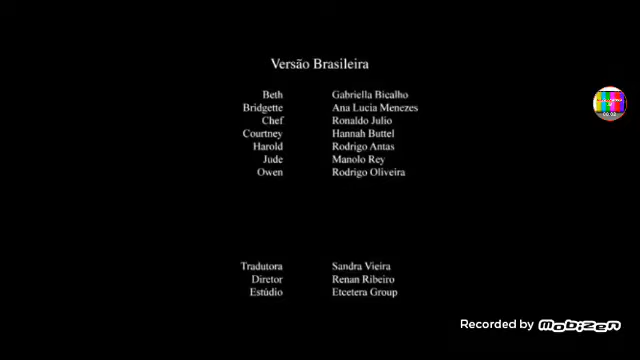 Versão Brasileira
Beth Gabriella Bicalho
Bridgette Ana Lucia Menezes
Chef Ronaldo Julio
Courtney Hannah Buttel
Harold Rodrigo Antas
Jude Manolo Rey
Owen Rodrigo Oliveira
Tradutora Sandra Vieira
Diretor Renan Ribeiro
Estúdio Etcetera Group
Recorded by Mobizen